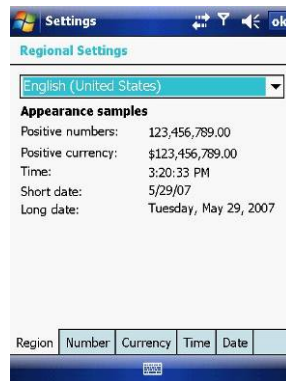 Settings
ok
Regional Settings
English (United States)
Appearance samples
Positive numbers: 123,456,789.00
Positive currency: $123,456,789.00
Time: 3:20:33 PM
Short date: 5/29/07
Long date: Tuesday, May 29, 2007
Region Number Currency Time Date